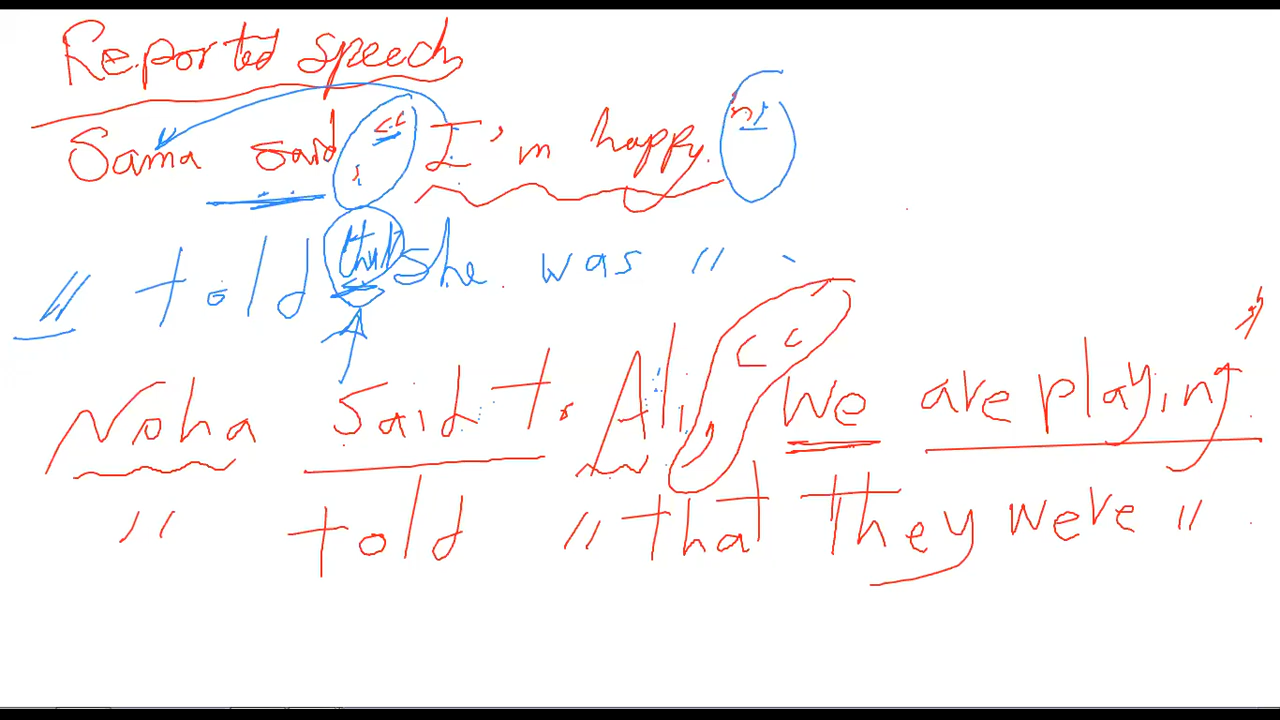 Reported speech
Sama said, " I'm happy. "
" told that she was " .
Noha said to Ali, " We are playing ".
" told " that they were " .